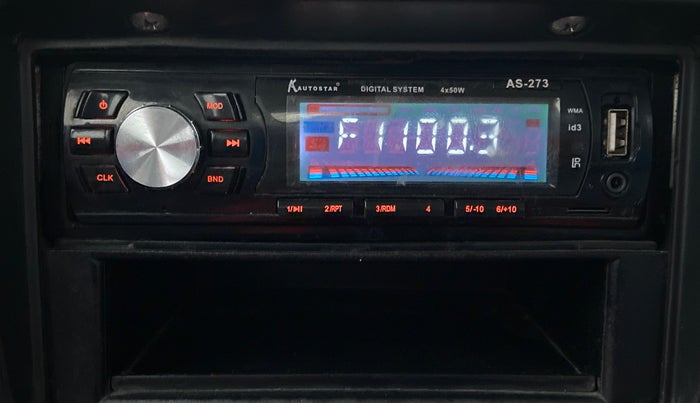 K AUTOSTAR ® DIGITAL SYSTEM 4x50W AS-273
MOD
CLK
BND
F1 100.3
WMA
id3
1/▶II 2/RPT 3/RDM 4 5/-10 6/+10